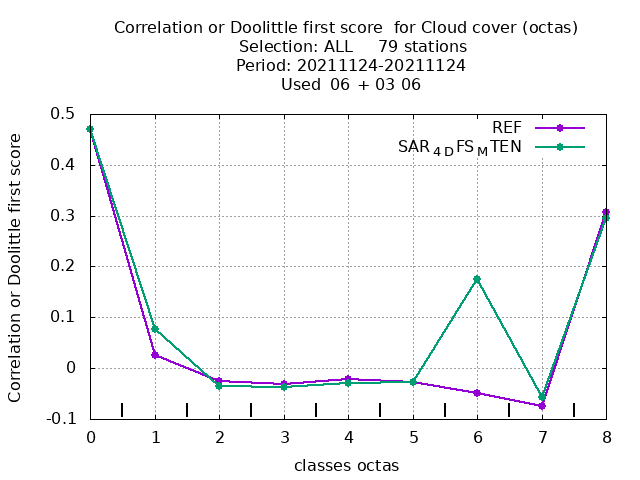 Correlation or Doolittle first score  for Cloud cover (octas)
Selection: ALL     79 stations
Period: 20211124-20211124
Used  06 + 03 06
Correlation or Doolittle first score
0.5
0.4
0.3
0.2
0.1
0
-0.1
REF
SAR4DFSMTEN
0 1 2 3 4 5 6 7 8
classes octas